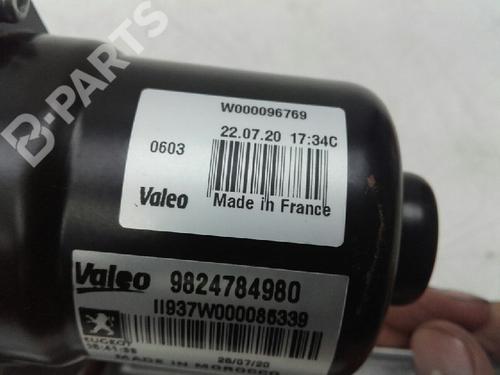 B-PARTS
W000096769
22.07.20 17:34C
0603
Valeo
Made in France
Valeo 9824784980
II937W000085339
28/07/20
MADE IN MOROCCO